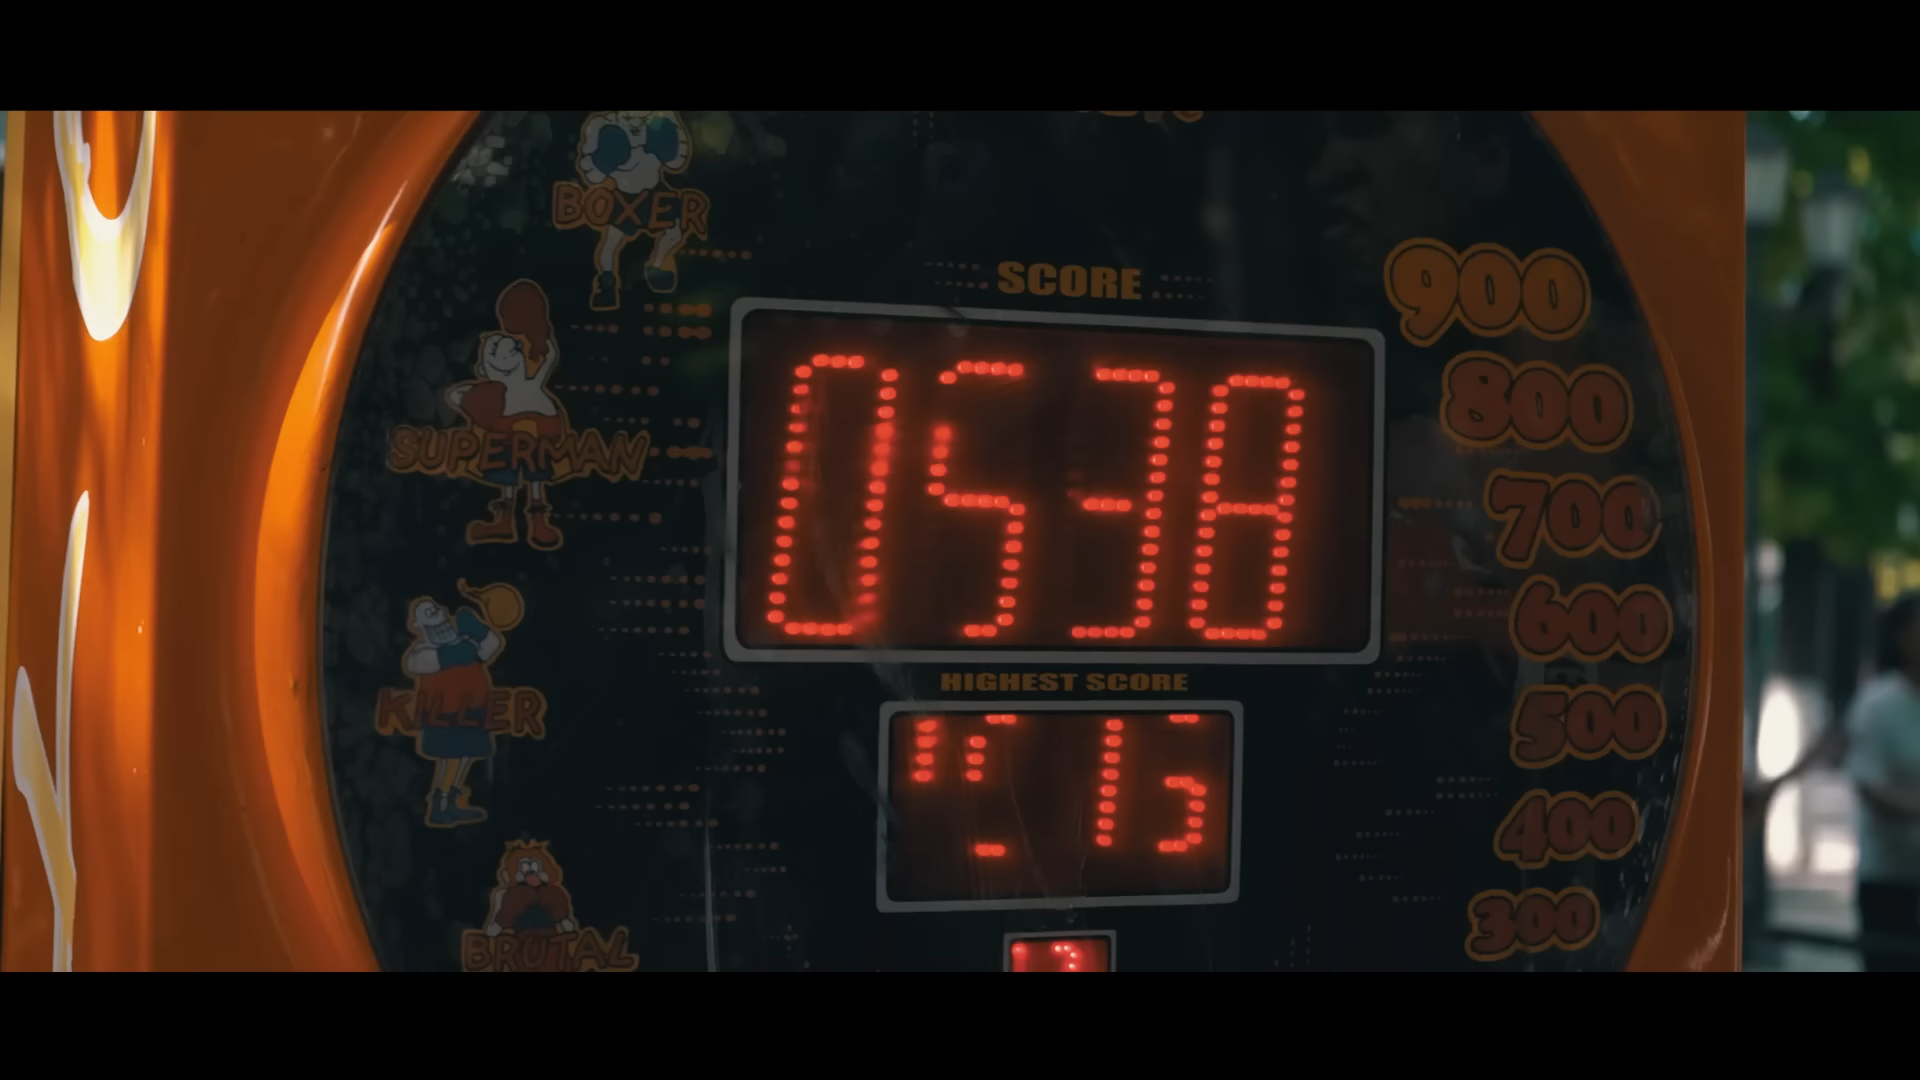 BOXER
SCORE
900
SUPERMAN
0538
800
700
600
KILLER
HIGHEST SCORE
500
400
BRUTAL
300